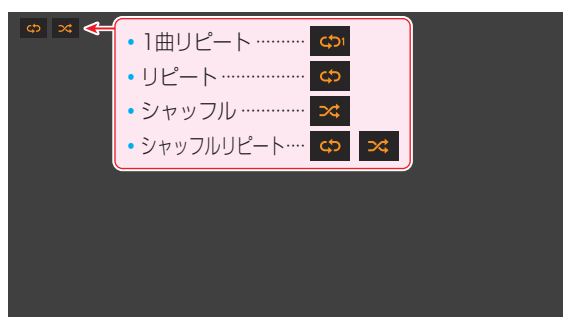 • 1曲リピート ……… 1
• リピート ……………
• シャッフル …………
• シャッフルリピート‥‥